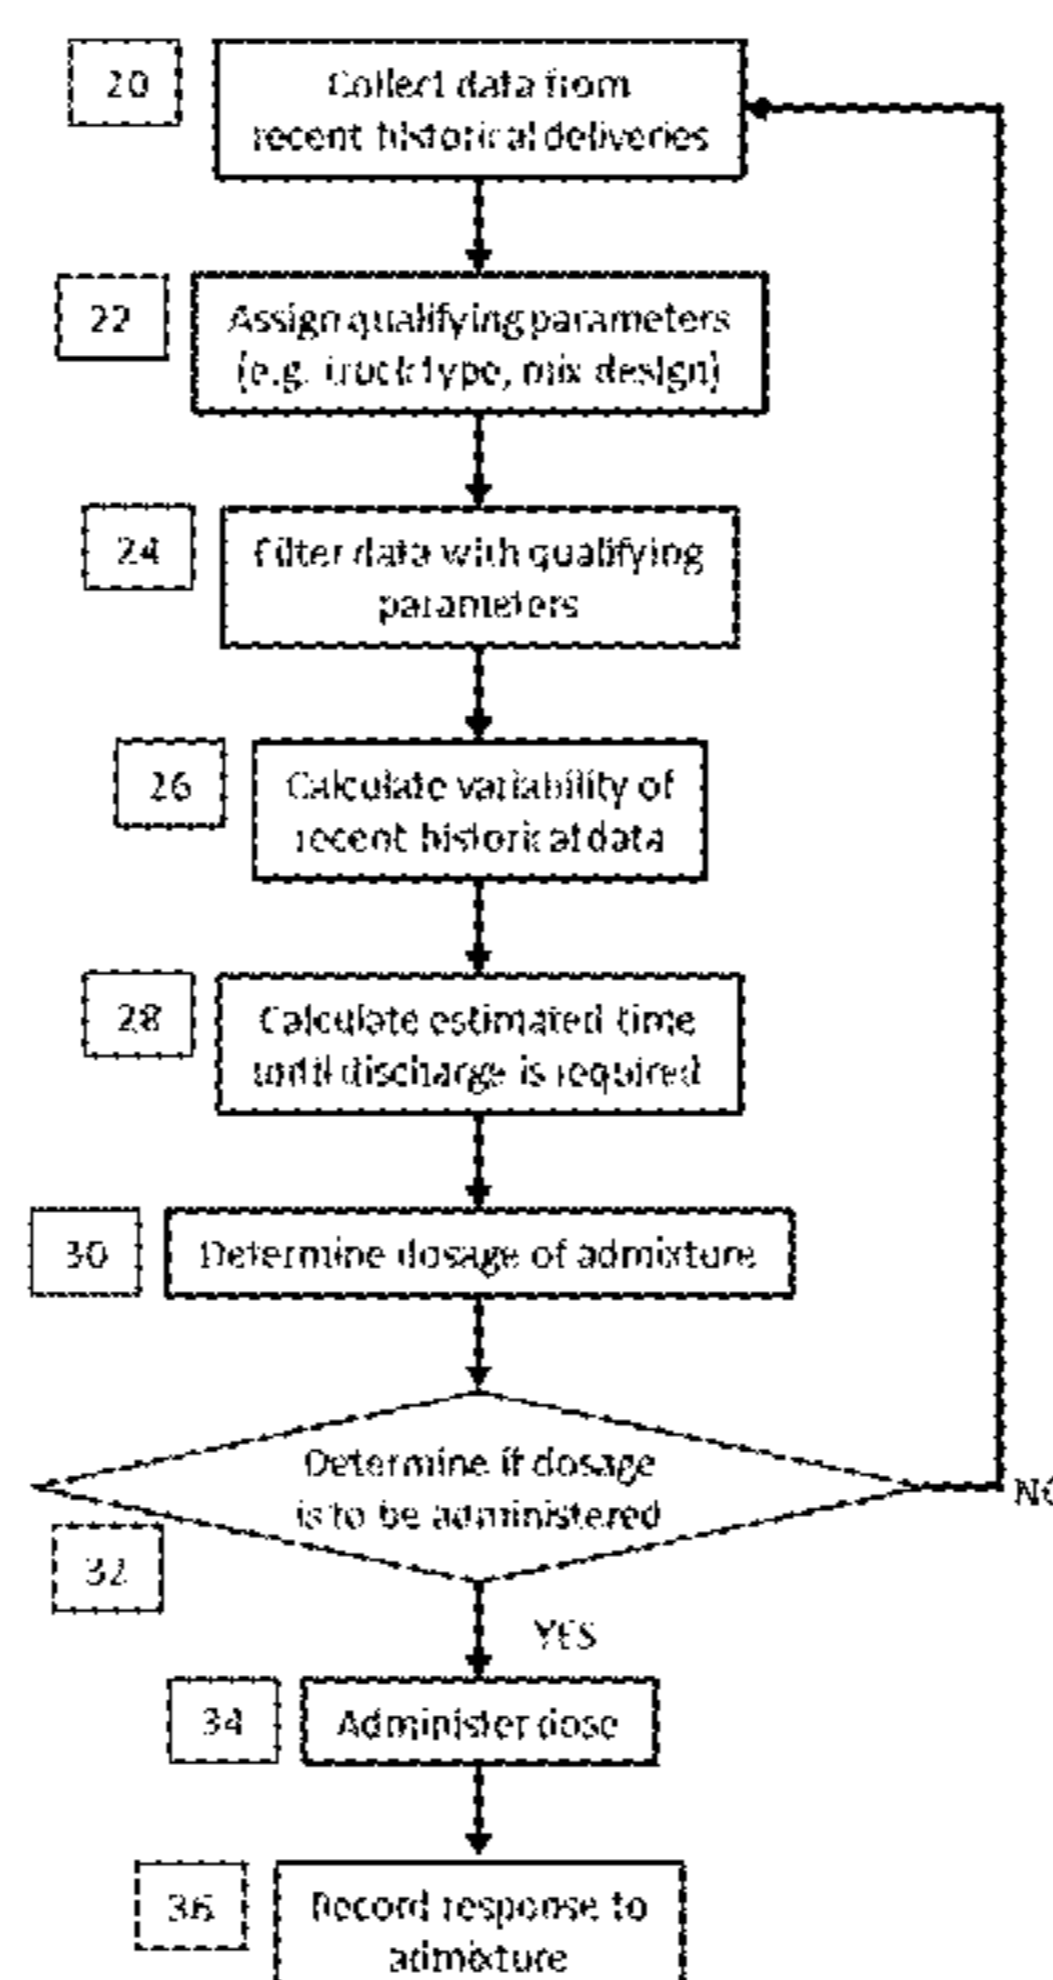 20
Collect data from
recent historical deliveries
22
Assign qualifying parameters
(e.g. truck type, mix design)
24
Filter data with qualifying
parameters
26
Calculate variability of
recent historical data
28
Calculate estimated time
until discharge is required
30
Determine dosage of admixture
Determine if dosage
is to be administered
NO
32
YES
34
Administer dose
36
Record response to
admixture